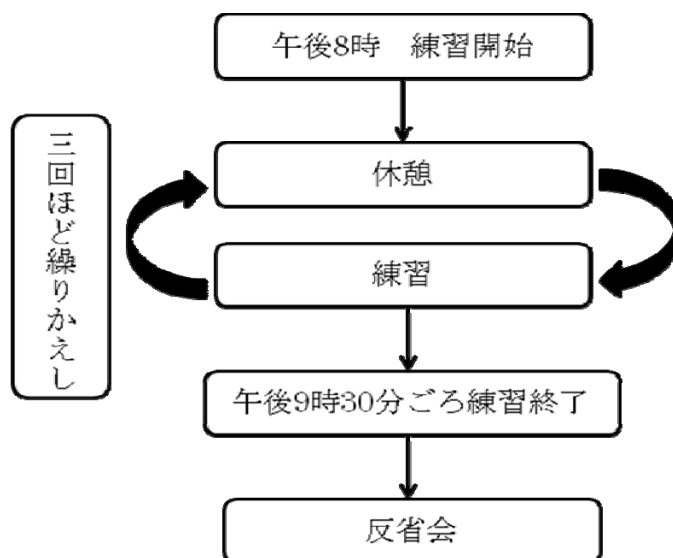 午後8時　練習開始
三回ほど繰りかえし
休憩
練習
午後9時30分ごろ練習終了
反省会